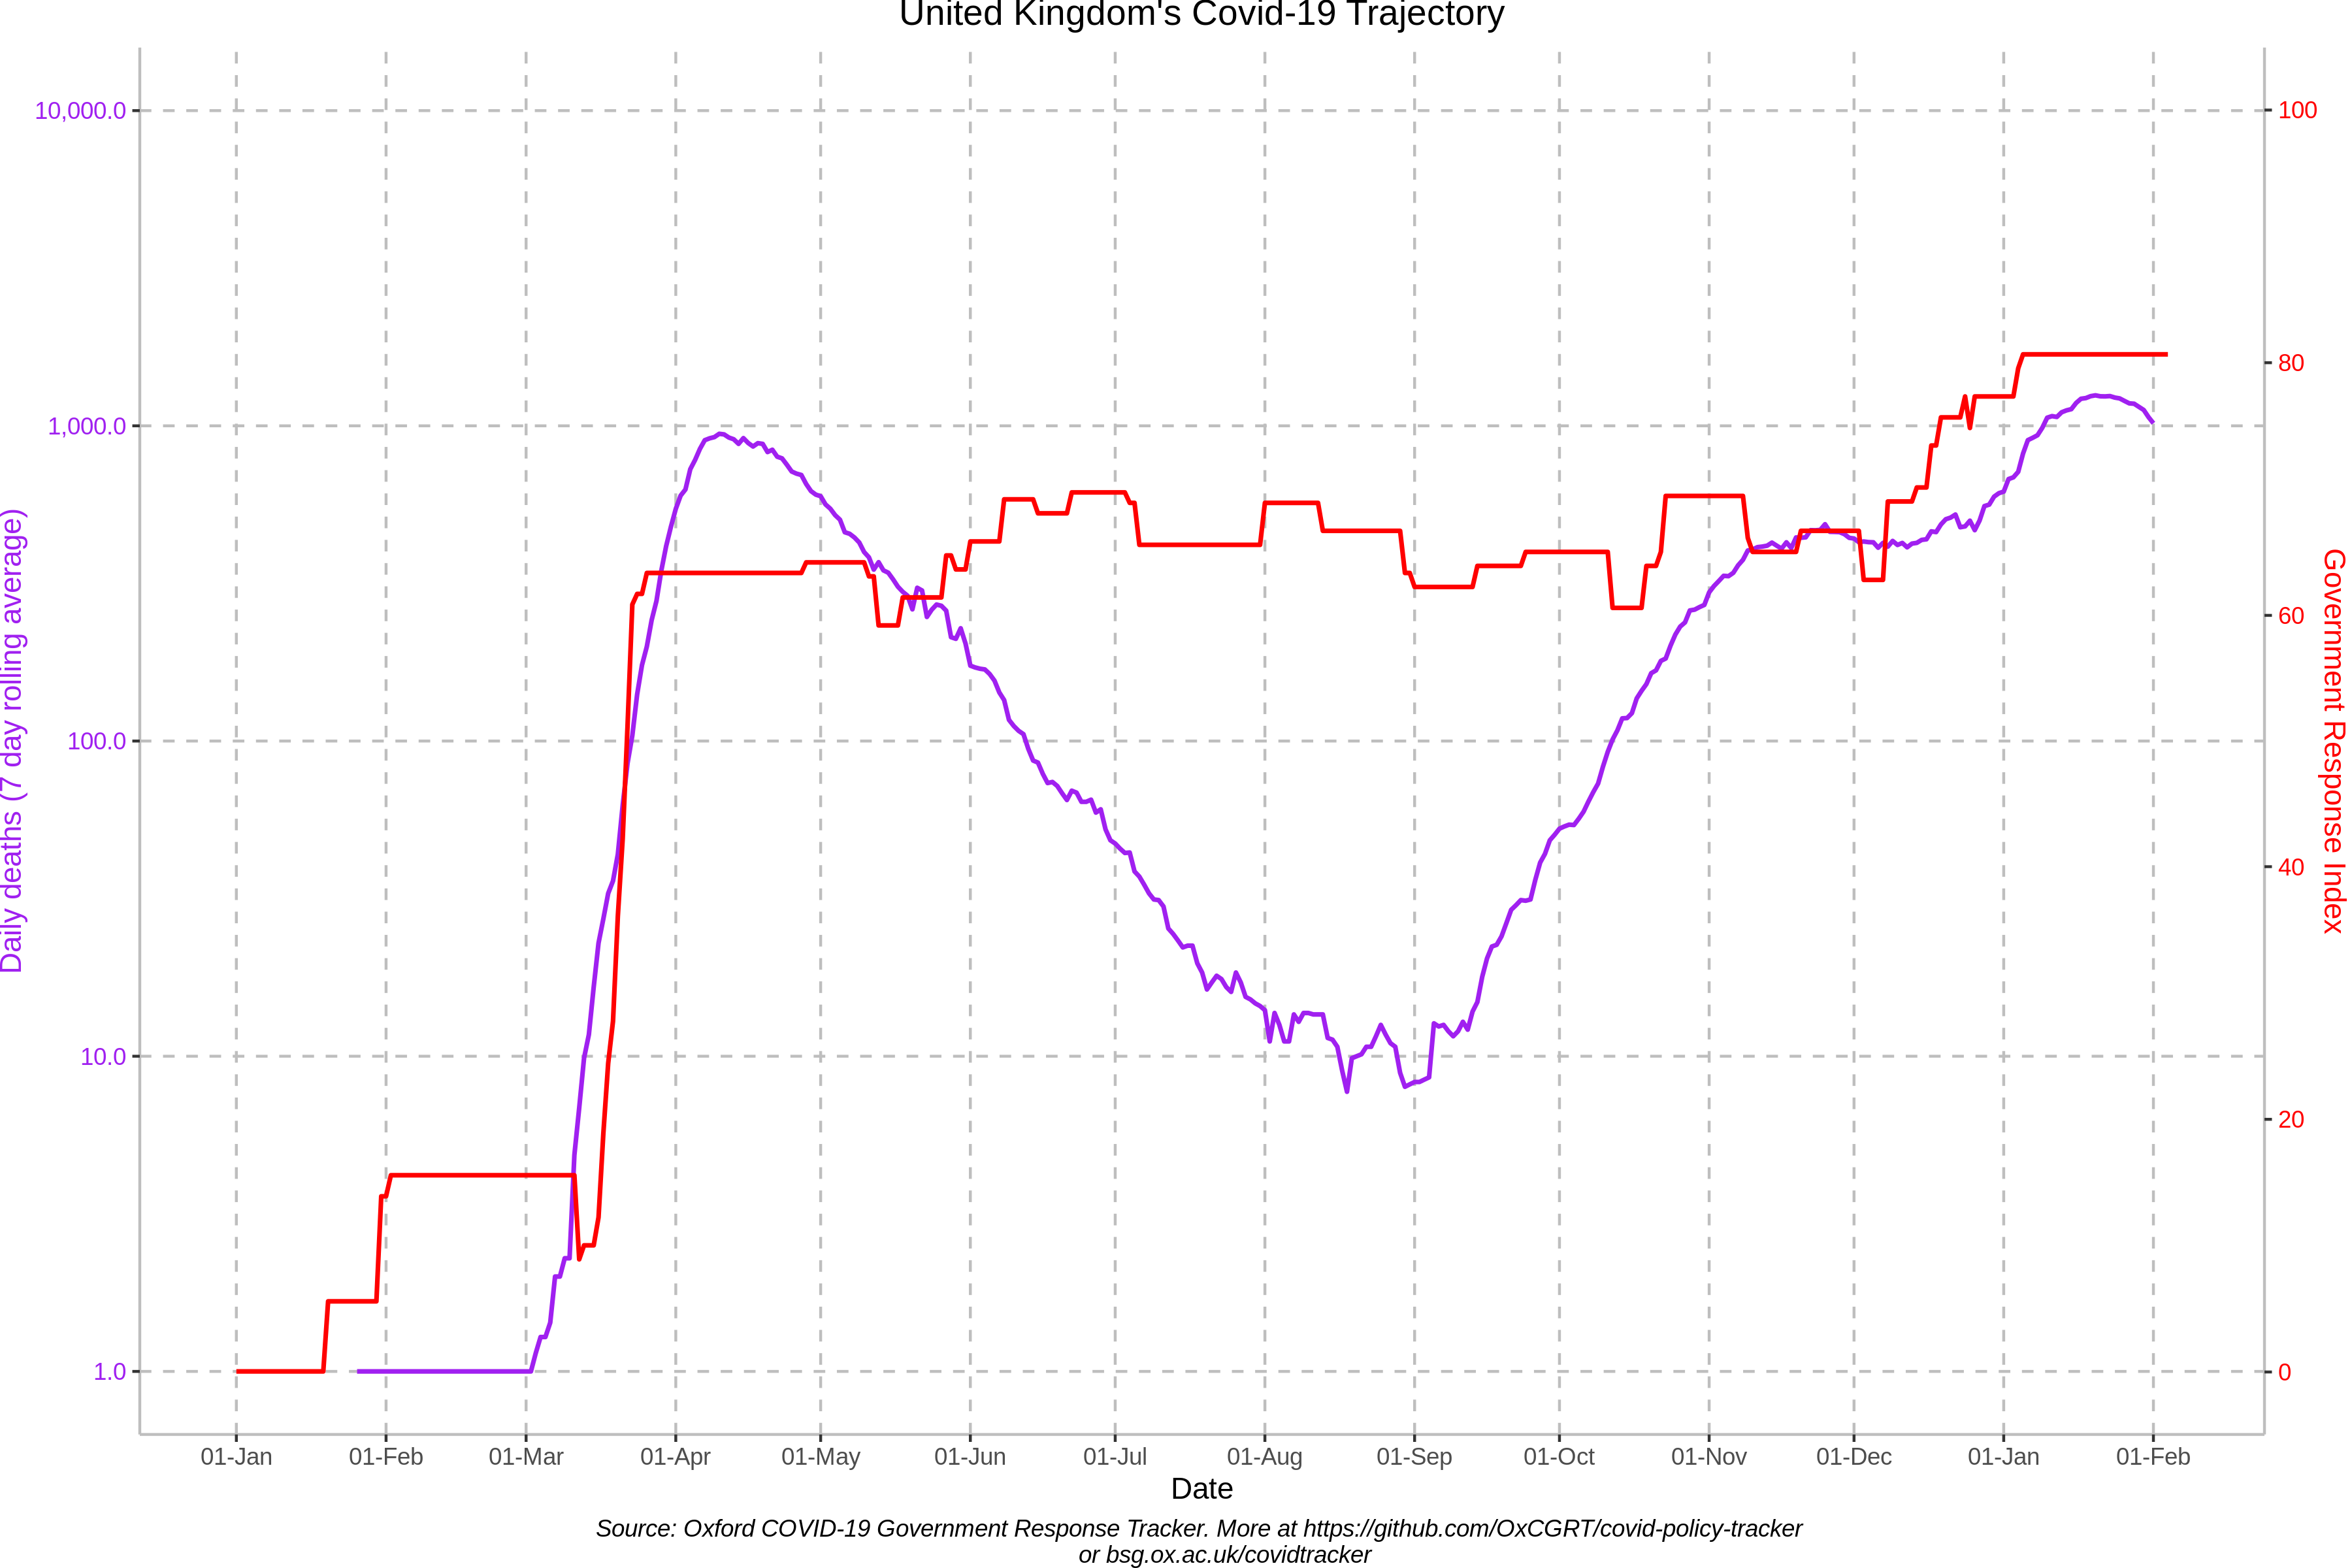 United Kingdom's Covid-19 Trajectory
10,000.0
1,000.0
100.0
10.0
1.0
Daily deaths (7 day rolling average)
100
80
60
40
20
0
Government Response Index
01-Jan
01-Feb
01-Mar
01-Apr
01-May
01-Jun
01-Jul
01-Aug
01-Sep
01-Oct
01-Nov
01-Dec
01-Jan
01-Feb
Date
Source: Oxford COVID-19 Government Response Tracker. More at https://github.com/OxCGRT/covid-policy-tracker
or bsg.ox.ac.uk/covidtracker